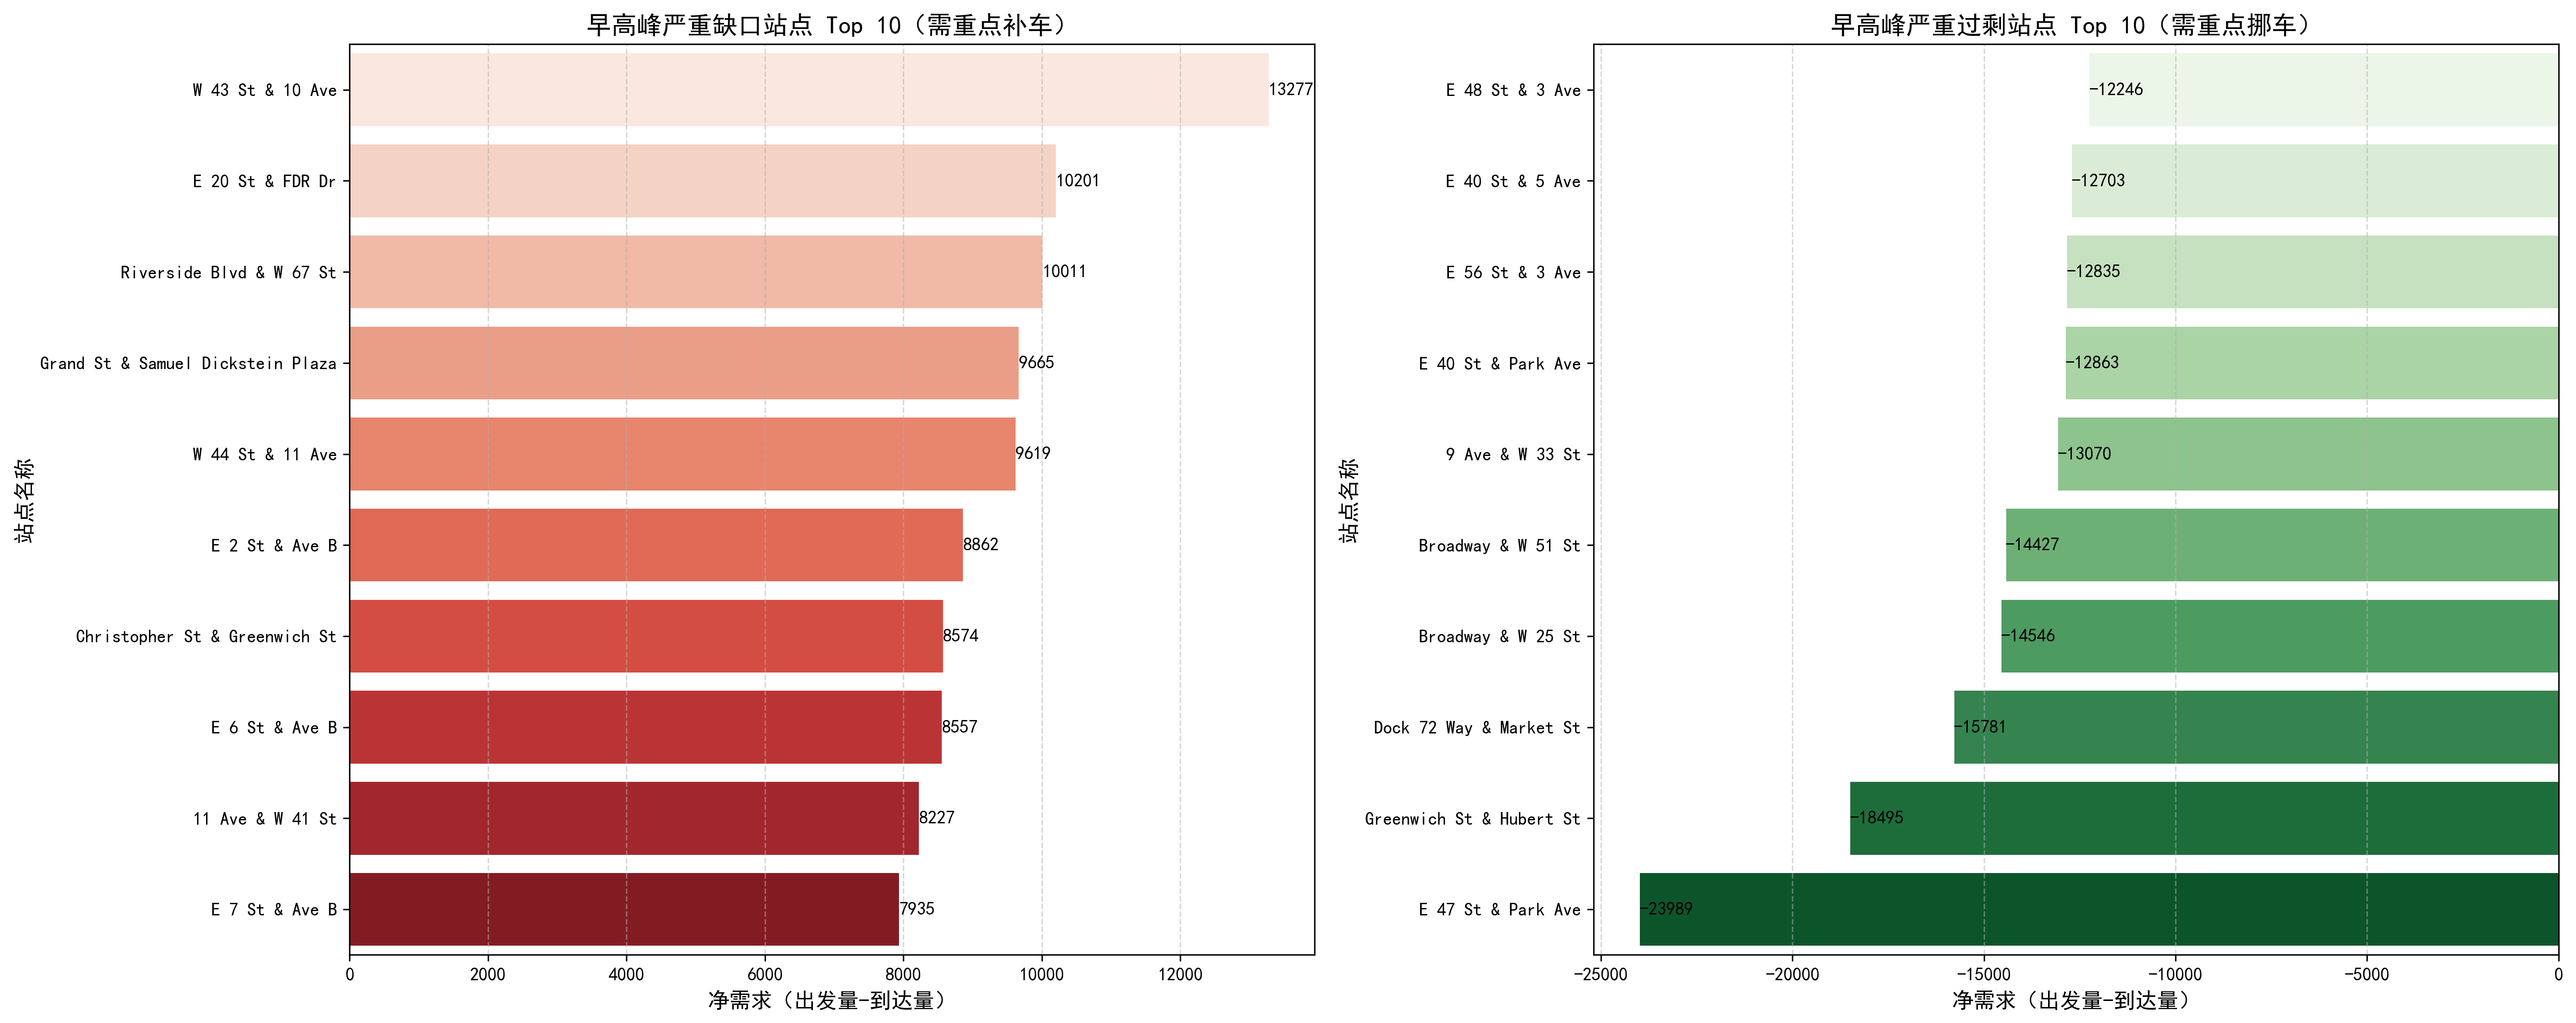 早高峰严重缺口站点 Top 10（需重点补车）
站点名称
W 43 St & 10 Ave
13277
E 20 St & FDR Dr
10201
Riverside Blvd & W 67 St
10011
Grand St & Samuel Dickstein Plaza
9665
W 44 St & 11 Ave
9619
E 2 St & Ave B
8862
Christopher St & Greenwich St
8574
E 6 St & Ave B
8557
11 Ave & W 41 St
8227
E 7 St & Ave B
7935
0 2000 4000 6000 8000 10000 12000
净需求（出发量-到达量）
早高峰严重过剩站点 Top 10（需重点挪车）
站点名称
E 48 St & 3 Ave
-12246
E 40 St & 5 Ave
-12703
E 56 St & 3 Ave
-12835
E 40 St & Park Ave
-12863
9 Ave & W 33 St
-13070
Broadway & W 51 St
-14427
Broadway & W 25 St
-14546
Dock 72 Way & Market St
-15781
Greenwich St & Hubert St
-18495
E 47 St & Park Ave
-23989
-25000 -20000 -15000 -10000 -5000 0
净需求（出发量-到达量）